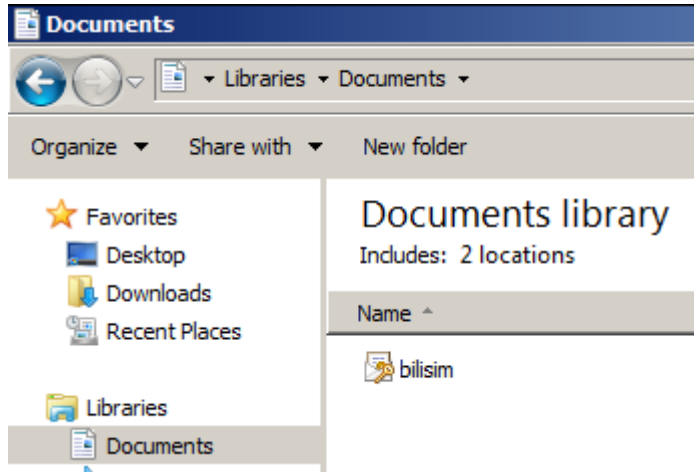 Documents
Libraries Documents
Organize Share with New folder
Favorites
Desktop
Downloads
Recent Places
Libraries
Documents
Documents library
Includes: 2 locations
Name
bilisim